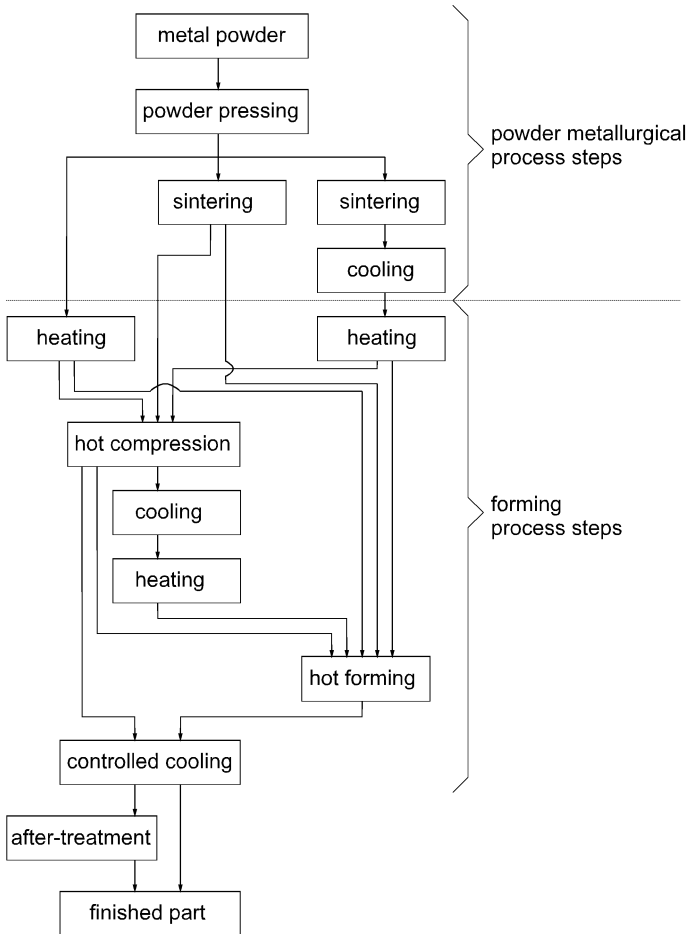 metal powder
powder pressing
powder metallurgical
process steps
sintering
sintering
cooling
heating
heating
hot compression
cooling
forming
process steps
heating
hot forming
controlled cooling
after-treatment
finished part